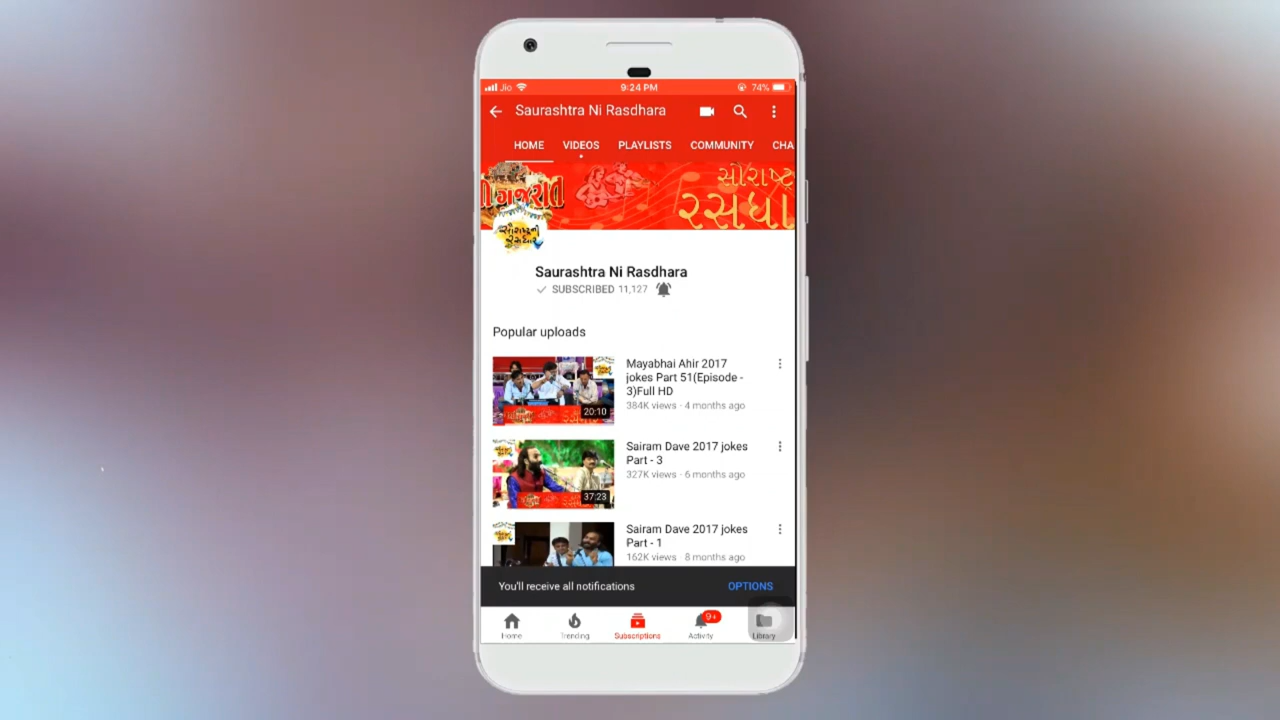 Jio 9:24 PM 74%
Saurashtra Ni Rasdhara
HOME VIDEOS PLAYLISTS COMMUNITY CHA
સૌરાષ્ટ્ર
રસધા
Saurashtra Ni Rasdhara
SUBSCRIBED 11,127
Popular uploads
Mayabhai Ahir 2017
jokes Part 51(Episode -
3)Full HD
384K views · 4 months ago
20:10
Sairam Dave 2017 jokes
Part - 3
327K views · 6 months ago
37:23
Sairam Dave 2017 jokes
Part - 1
162K views · 8 months ago
You'll receive all notifications OPTIONS
9+
Home Trending Subscriptions Activity Library